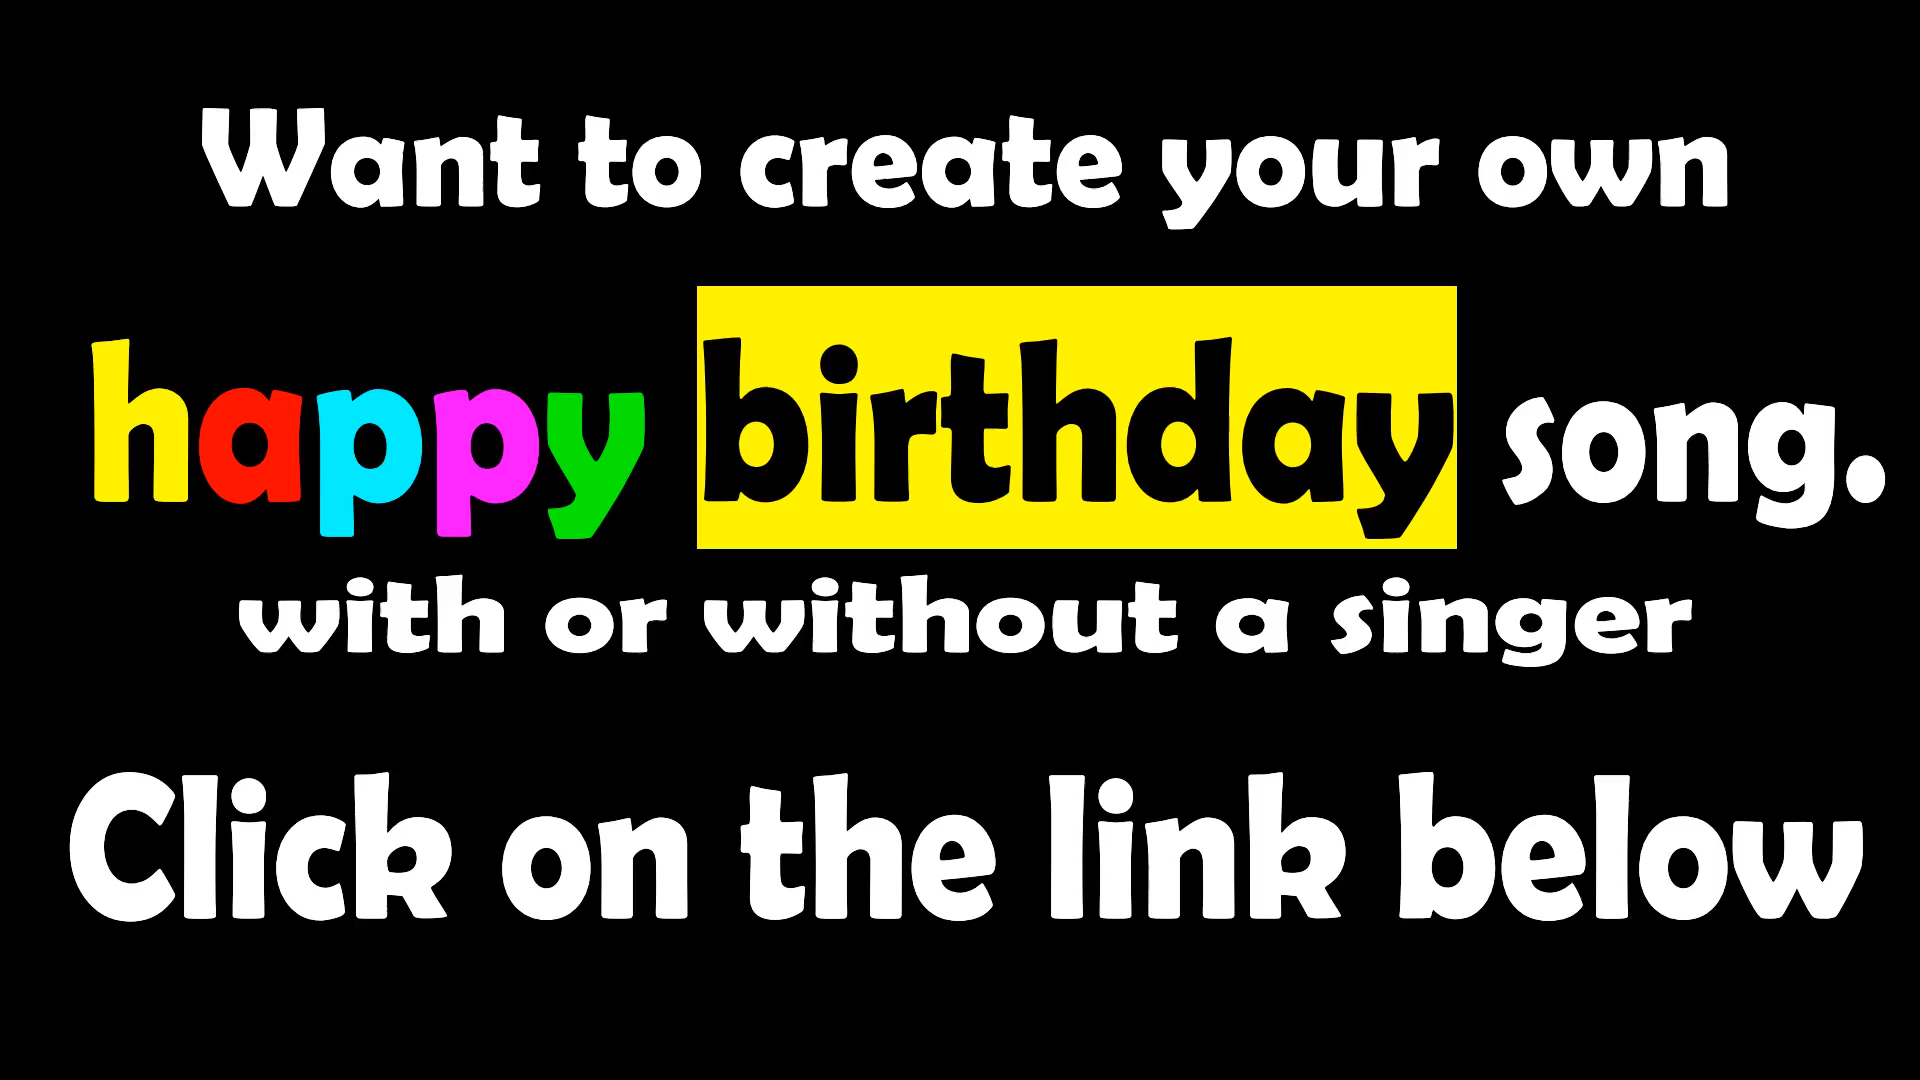 Want to create your own
happy birthday song.
with or without a singer
Click on the link below